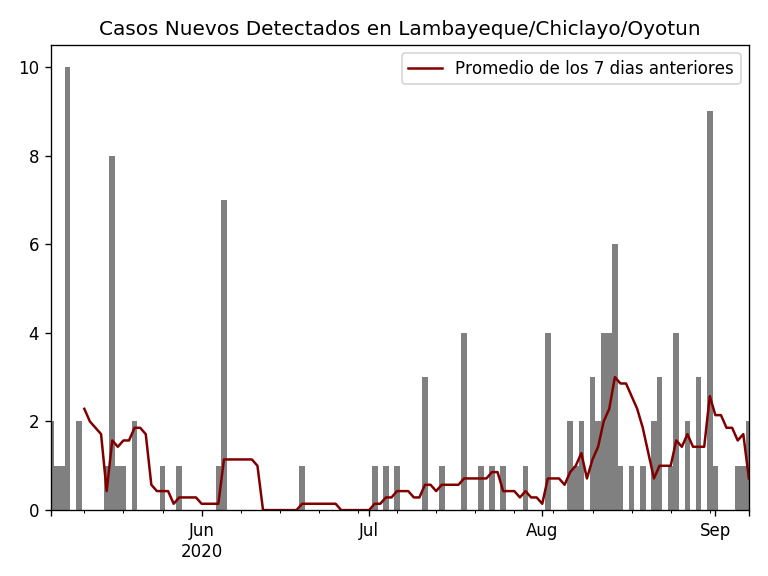 Casos Nuevos Detectados en Lambayeque/Chiclayo/Oyotun
Promedio de los 7 dias anteriores
10
8
6
4
2
0
Jun
2020
Jul
Aug
Sep